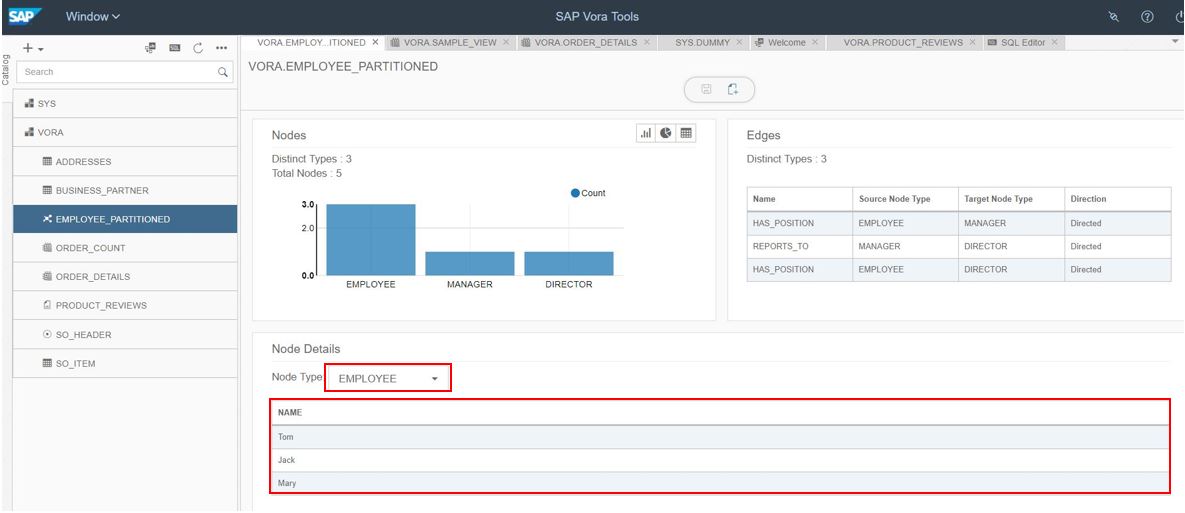 SAP Window SAP Vora Tools
Catalog
Search
SYS
VORA
ADDRESSES
BUSINESS_PARTNER
EMPLOYEE_PARTITIONED
ORDER_COUNT
ORDER_DETAILS
PRODUCT_REVIEWS
SO_HEADER
SO_ITEM
VORA.EMPLOY...ITIONED VORA.SAMPLE_VIEW VORA.ORDER_DETAILS SYS.DUMMY Welcome VORA.PRODUCT_REVIEWS SQL Editor
VORA.EMPLOYEE_PARTITIONED
Nodes
Distinct Types : 3
Total Nodes : 5
Count
3.0
2.0
0.0
EMPLOYEE MANAGER DIRECTOR
Edges
Distinct Types : 3
Name Source Node Type Target Node Type Direction
HAS_POSITION EMPLOYEE MANAGER Directed
REPORTS_TO MANAGER DIRECTOR Directed
HAS_POSITION EMPLOYEE DIRECTOR Directed
Node Details
Node Type EMPLOYEE
NAME
Tom
Jack
Mary